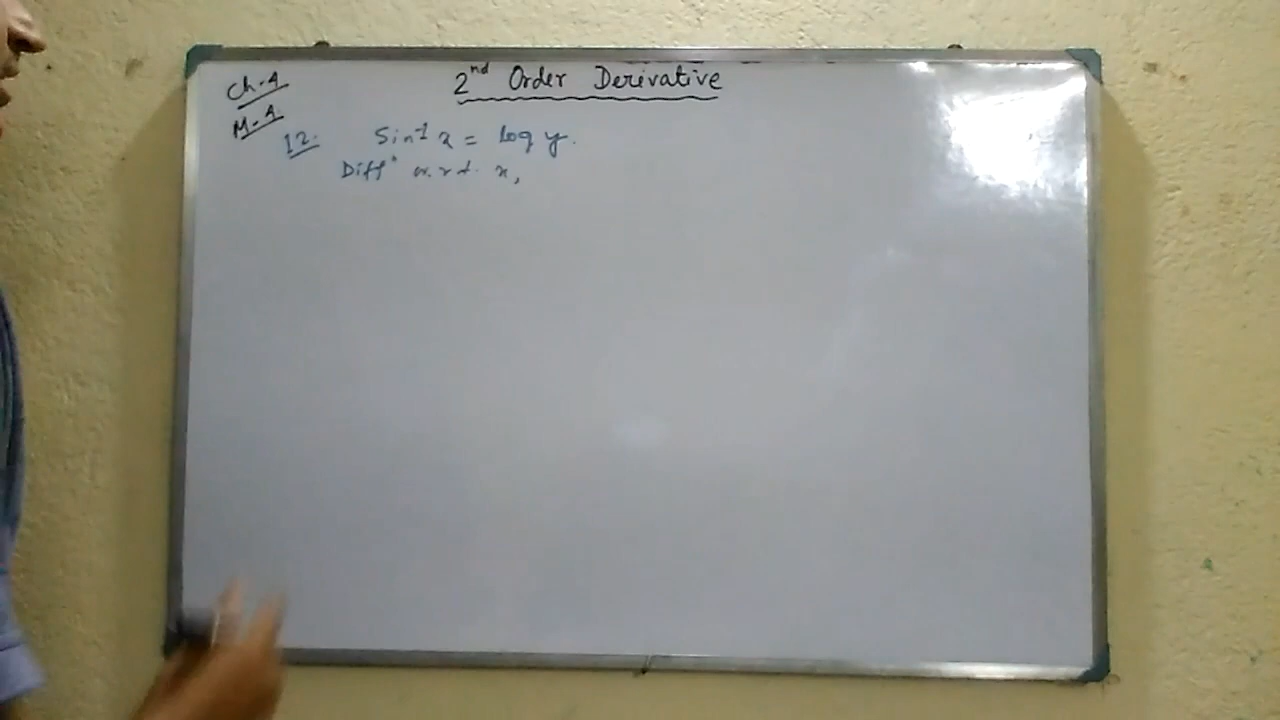 2nd Order Derivative
Ch-4
M-4
12. Sin-1 x = log y.
Diffn w.r.t. x,